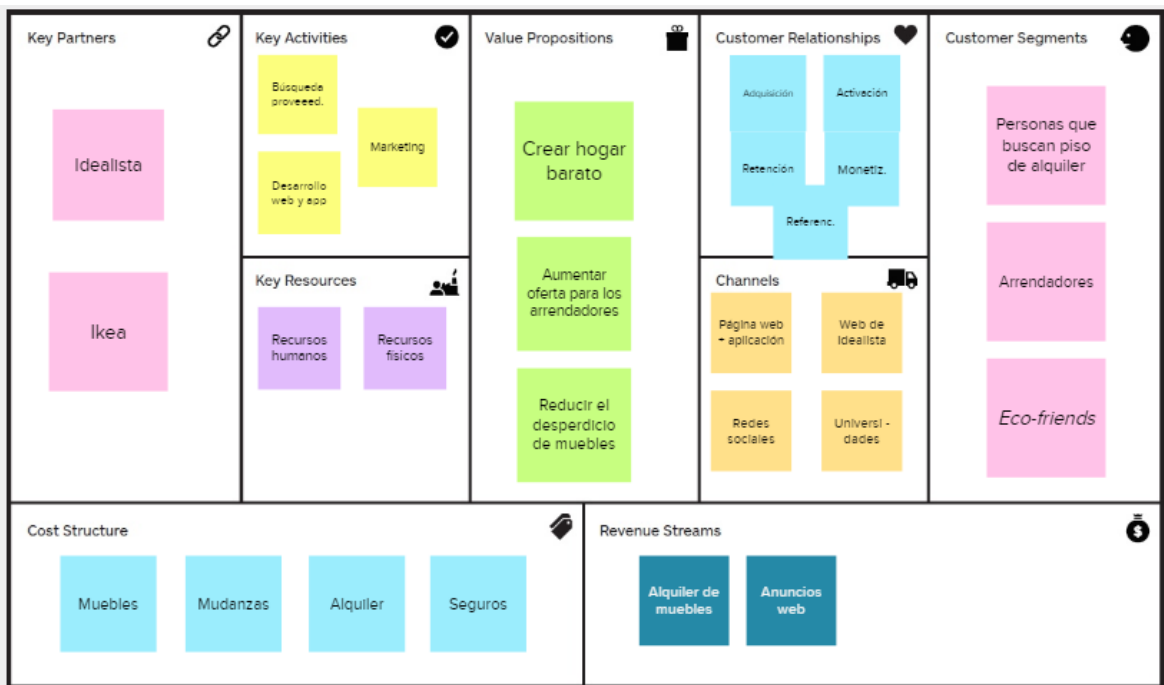 Key Partners
Idealista
Ikea
Key Activities
Búsqueda
proveeed.
Marketing
Desarrollo
web y app
Key Resources
Recursos
humanos
Recursos
físicos
Value Propositions
Crear hogar
barato
Aumentar
oferta para los
arrendadores
Reducir el
desperdicio
de muebles
Customer Relationships
Adquisición
Activación
Retención
Monetiz.
Referenc.
Channels
Página web
+ aplicación
Web de
idealista
Redes
sociales
Universi -
dades
Customer Segments
Personas que
buscan piso
de alquiler
Arrendadores
Eco-friends
Cost Structure
Muebles
Mudanzas
Alquiler
Seguros
Revenue Streams
Alquiler de
muebles
Anuncios
web